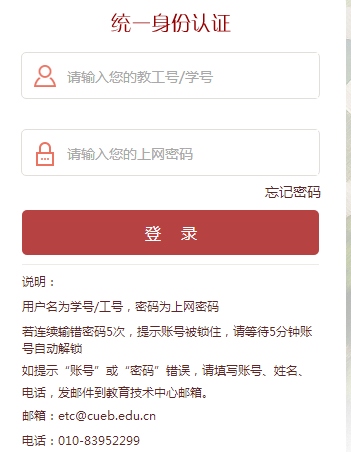 统一身份认证
请输入您的教工号/学号
请输入您的上网密码
忘记密码
登 录
说明：
用户名为学号/工号，密码为上网密码
若连续输错密码5次，提示账号被锁住，请等待5分钟账
号自动解锁
如提示“账号”或“密码”错误，请填写账号、姓名、
电话，发邮件到教育技术中心邮箱。
邮箱：etc@cueb.edu.cn
电话：010-83952299